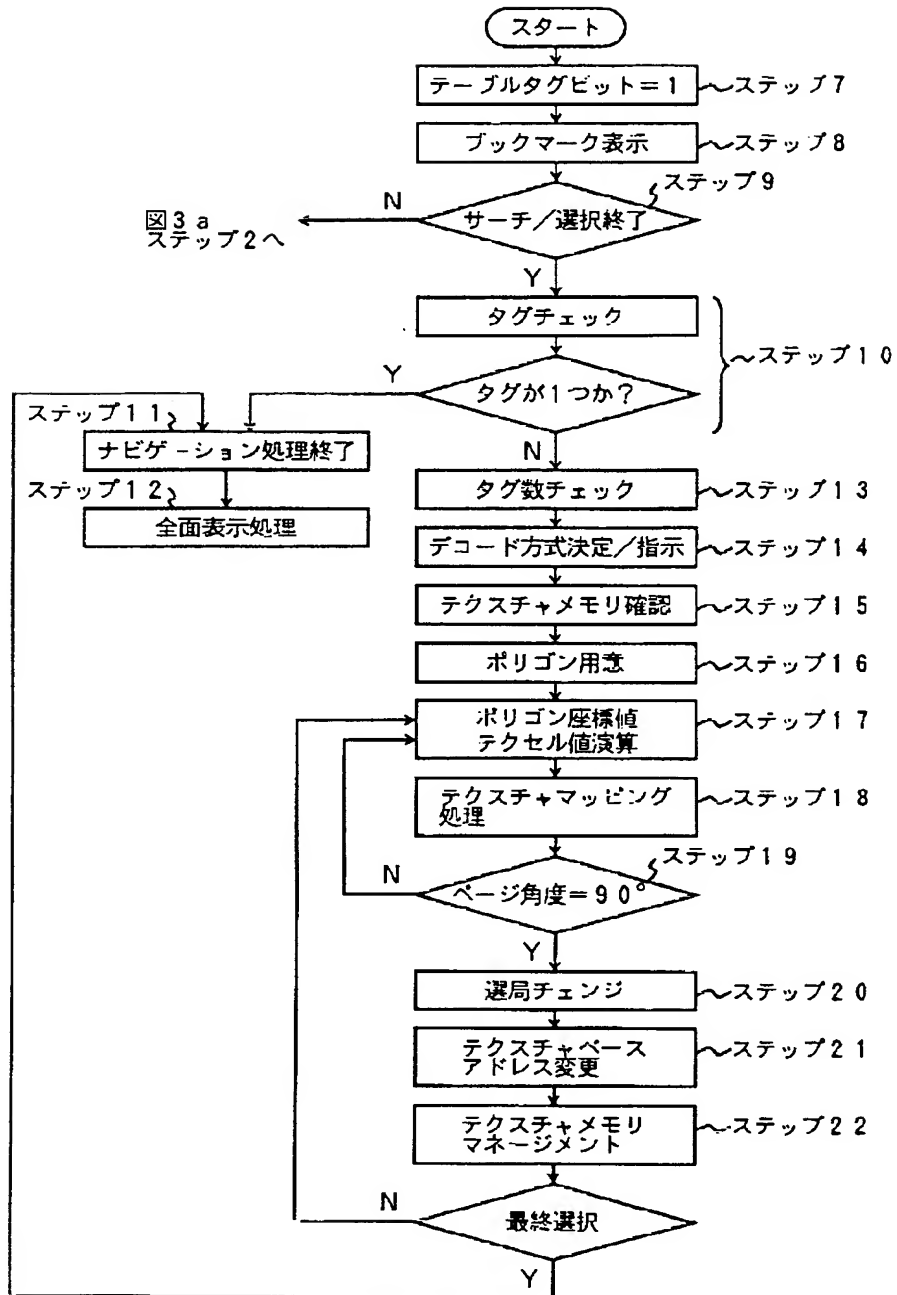 スタート
テーブルタグビット=1
ステップ7
ブックマーク表示
ステップ8
ステップ9
N
サーチ/選択終了
図3a
ステップ2へ
Y
タグチェック
ステップ10
Y
タグが1つか?
ステップ11
ナビゲーション処理終了
N
ステップ12
タグ数チェック
ステップ13
全面表示処理
デコード方式決定/指示
ステップ14
テクスチャメモリ確認
ステップ15
ポリゴン用意
ステップ16
ポリゴン座標値
テクセル値演算
ステップ17
テクスチャマッピング
処理
ステップ18
ステップ19
N
ページ角度=90°
Y
選局チェンジ
ステップ20
テクスチャベース
アドレス変更
ステップ21
テクスチャメモリ
マネージメント
ステップ22
N
最終選択
Y